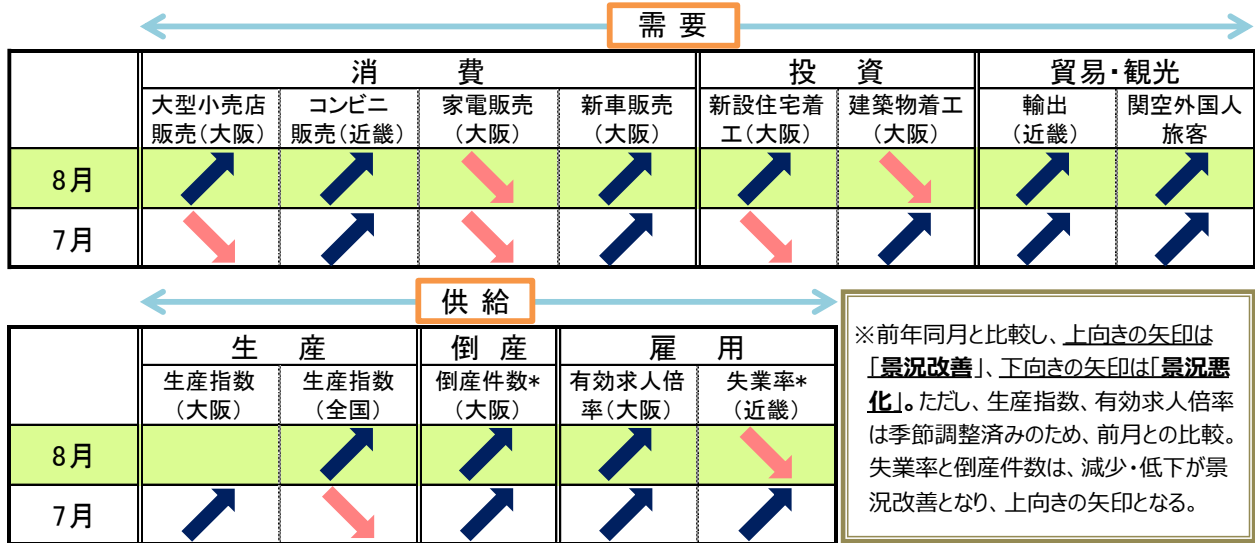 需 要
消 費 投 資 貿易・観光
大型小売店 コンビニ 家電販売 新車販売 新設住宅着 建築物着工 輸出 関空外国人
販売(大阪) 販売(近畿) (大阪) (大阪) 工(大阪) (大阪) (近畿) 旅客
8月
7月
供 給
生 産 倒 産 雇 用
生産指数 生産指数 倒産件数* 有効求人倍 失業率*
(大阪) (全国) (大阪) 率(大阪) (近畿)
8月
7月
※前年同月と比較し、上向きの矢印は
「景況改善」、下向きの矢印は「景況悪
化」。ただし、生産指数、有効求人倍率
は季節調整済みのため、前月との比較。
失業率と倒産件数は、減少・低下が景
況改善となり、上向きの矢印となる。